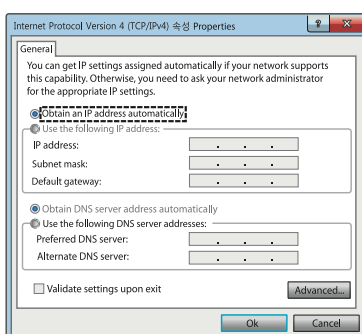 Internet Protocol Version 4 (TCP/IPv4) 속성 Properties
General
You can get IP settings assigned automatically if your network supports
this capability. Otherwise, you need to ask your network administrator
for the appropriate IP settings.
Obtain an IP address automatically
Use the following IP address:
IP address:
Subnet mask:
Default gateway:
Obtain DNS server address automatically
Use the following DNS server addresses:
Preferred DNS server:
Alternate DNS server:
Validate settings upon exit
Advanced...
Ok Cancel